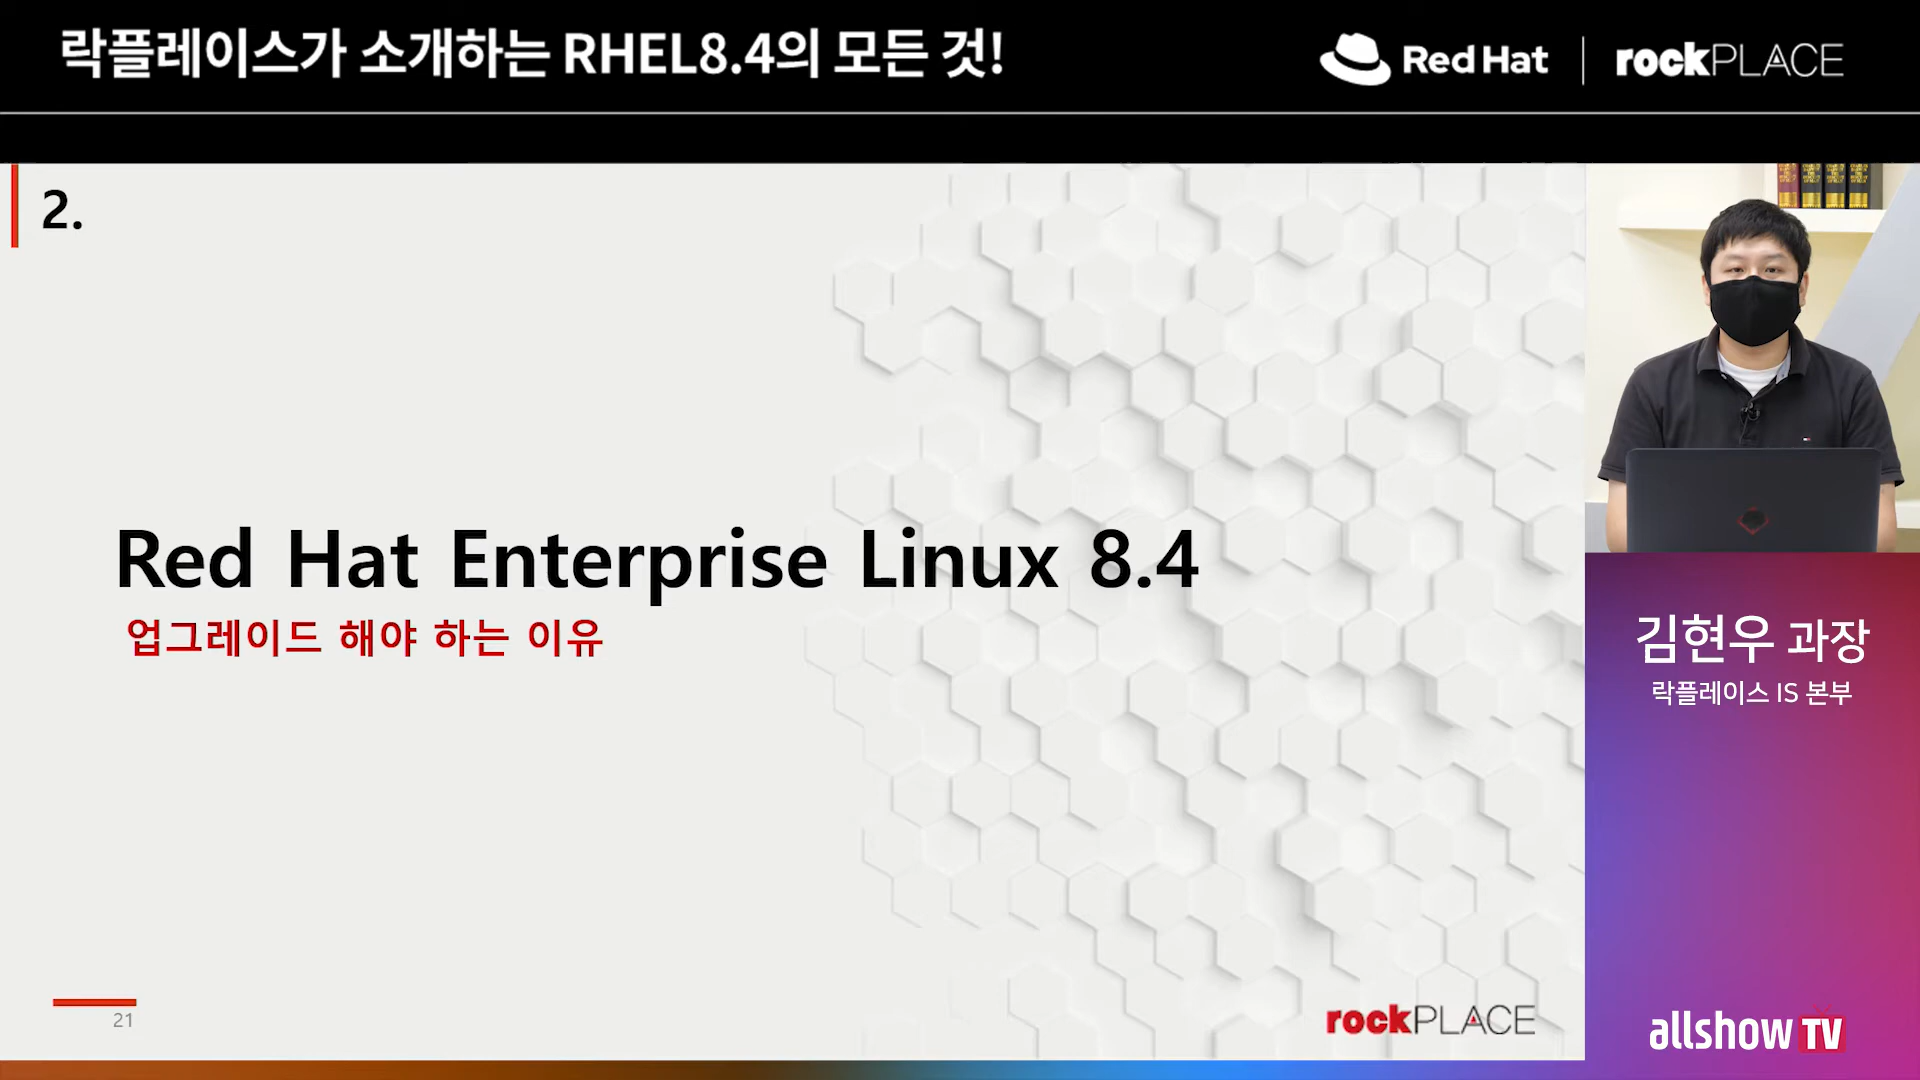 락플레이스가 소개하는 RHEL8.4의 모든 것!
Red Hat
rockPLACE
2.
Red Hat Enterprise Linux 8.4
업그레이드 해야 하는 이유
김현우 과장
락플레이스 IS 본부
21
rockPLACE
allshow TV